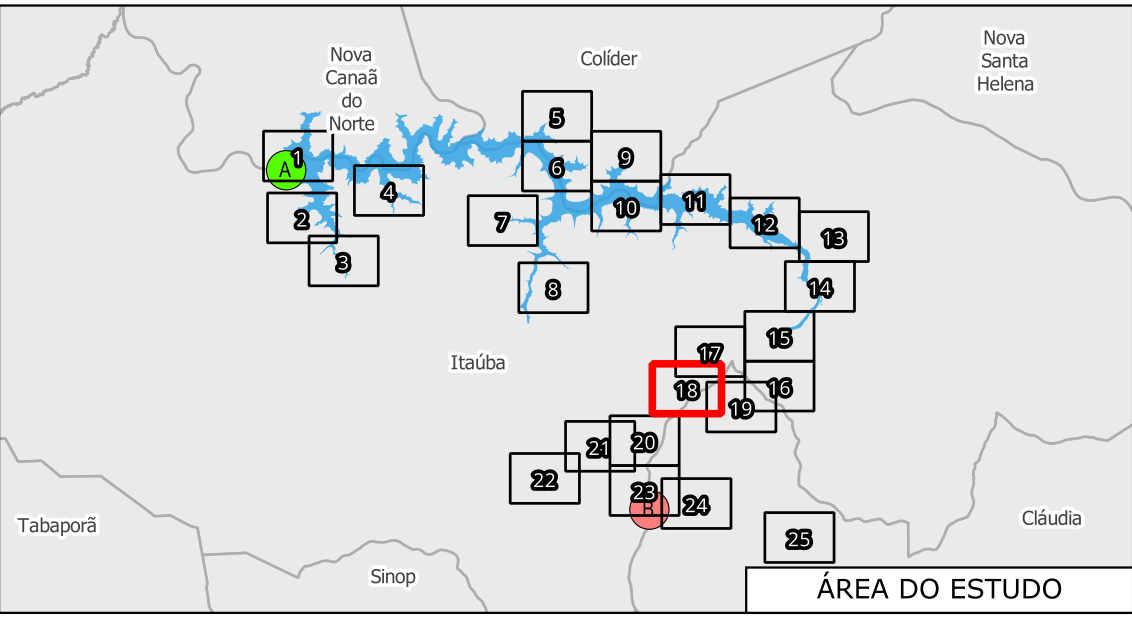 Nova
Santa
Helena
Nova
Canaã
do
Norte
Colíder
5
1
9
A
6
4
11
10
2
7
12
13
3
8
14
15
17
Itaúba
18
16
19
20
21
22
23
B
24
Tabaporã
Cláudia
25
Sinop
ÁREA DO ESTUDO